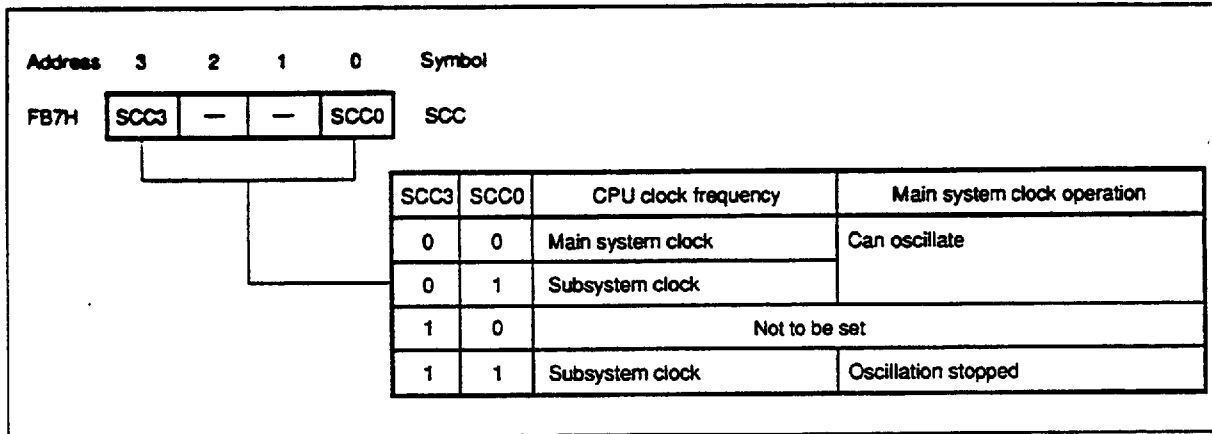 Address 3 2 1 0 Symbol
FB7H SCC3 — — SCC0 SCC
SCC3 SCC0 CPU clock frequency Main system clock operation
0 0 Main system clock Can oscillate
0 1 Subsystem clock
1 0 Not to be set
1 1 Subsystem clock Oscillation stopped